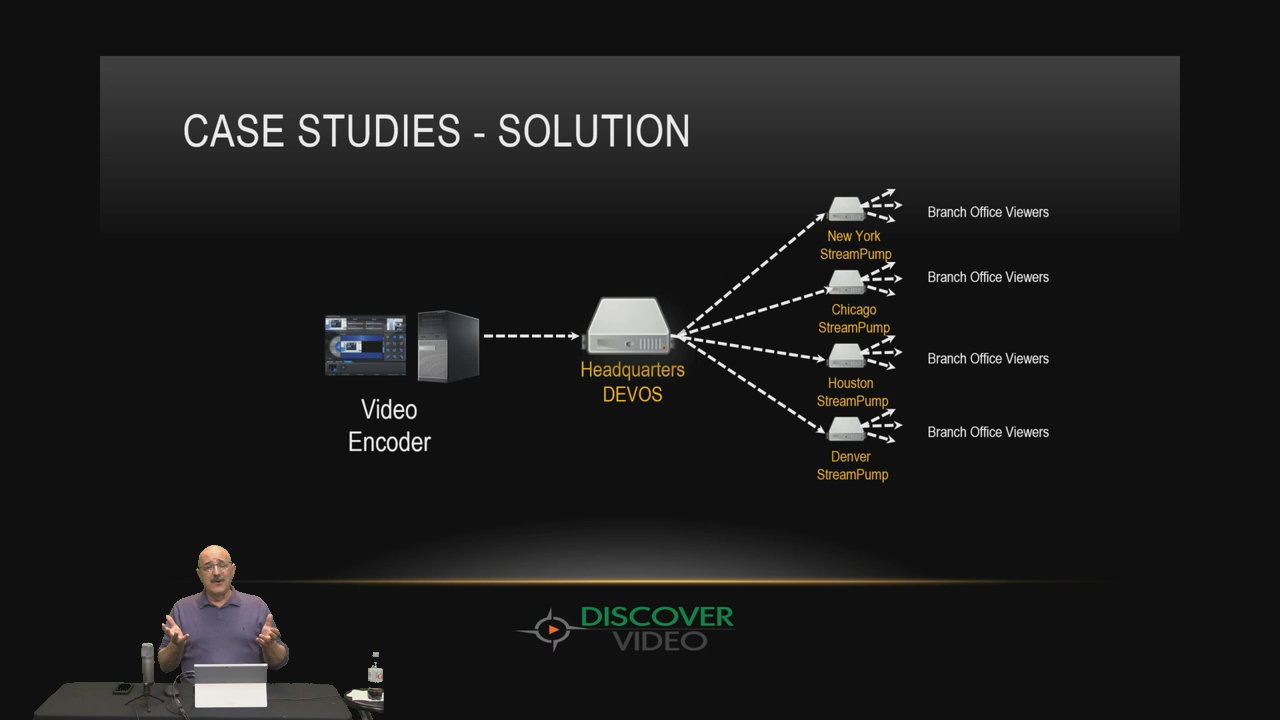 CASE STUDIES - SOLUTION
Branch Office Viewers
New York
StreamPump
Branch Office Viewers
Chicago
StreamPump
Branch Office Viewers
Houston
StreamPump
Branch Office Viewers
Denver
StreamPump
Headquarters
DEVOS
Video
Encoder
DISCOVER
VIDEO